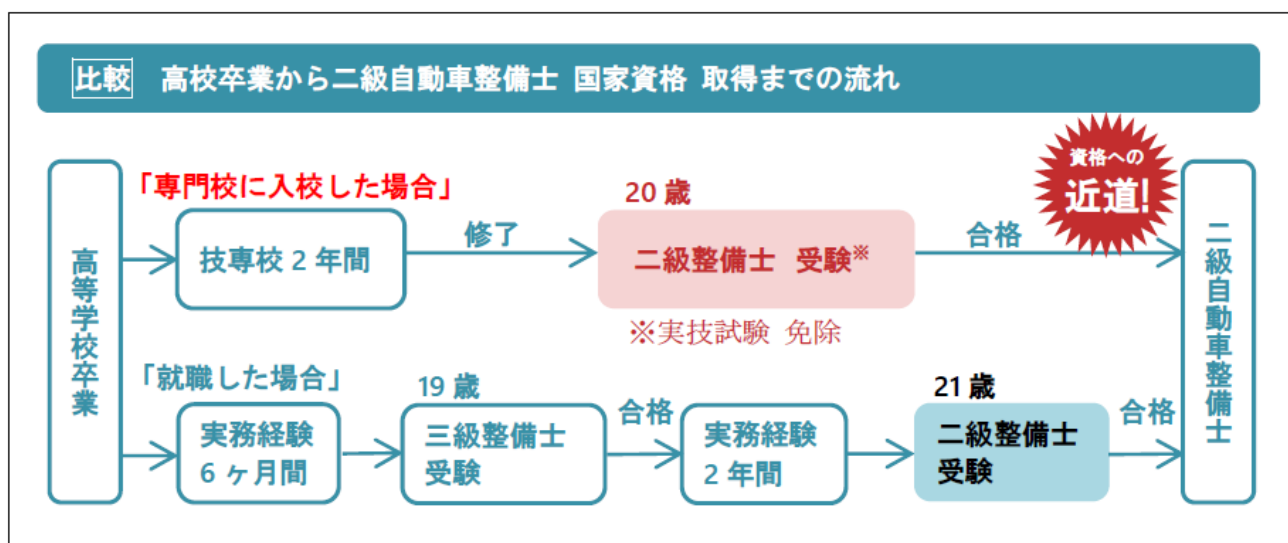 比較 高校卒業から二級自動車整備士 国家資格 取得までの流れ
資格への
近道!
高等学校卒業
「専門校に入校した場合」
技専校 2 年間
修了
20 歳
二級整備士 受験※
※実技試験 免除
合格
「就職した場合」
実務経験
6 ヶ月間
19 歳
三級整備士
受験
合格
実務経験
2 年間
21 歳
二級整備士
受験
合格
二級自動車整備士